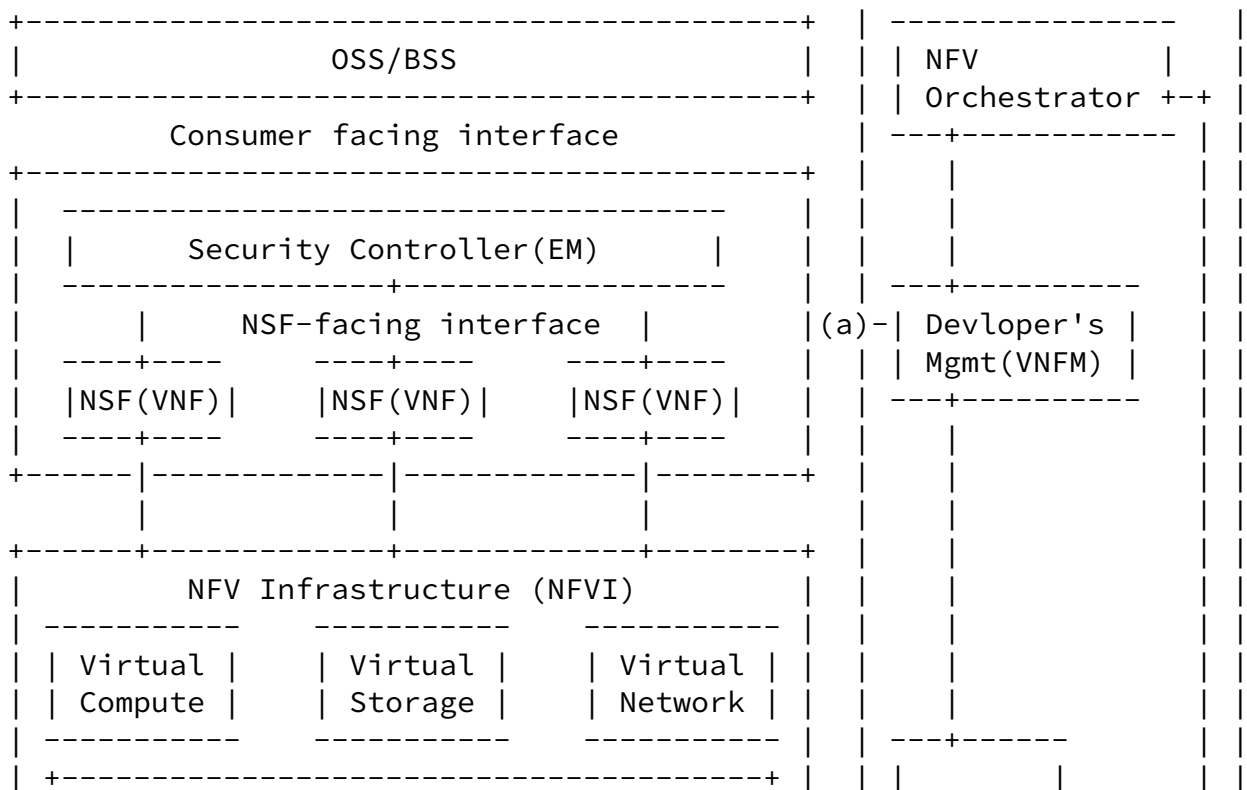 +-------------------------------------------+  | ---------------- |
|                 OSS/BSS                   |  | | NFV          | |
+-------------------------------------------+  | | Orchestrator +-+
         Consumer facing interface             | ---+------------ | |
+-------------------------------------------+  |    |             | |
|  -------------------------------------    |  |    |             | |
|  |      Security Controller(EM)      |    |  |    |             | |
|  ------------------+------------------    |  | ---+----------   | |
|      |     NSF-facing interface  |        |(a)-| Devloper's |   | |
|  ----+----     ----+----     ----+----    |  | | Mgmt(VNFM) |   | |
|  |NSF(VNF)|    |NSF(VNF)|    |NSF(VNF)|   |  | ---+----------   | |
|  ----+----     ----+----     ----+----    |  |    |             | |
+------|-------------|-------------|--------+  |    |             | |
       |             |             |           |    |             | |
+------+-------------+-------------+--------+  |    |             | |
|         NFV Infrastructure (NFVI)         |  |    |             | |
| -----------    -----------    ----------- |  |    |             | |
| | Virtual |    | Virtual |    | Virtual | |  |    |             | |
| | Compute |    | Storage |    | Network | |  |    |             | |
| -----------    -----------    ----------- |  | ---+------       | |
| +---------------------------------------+ |  | |        |       | |